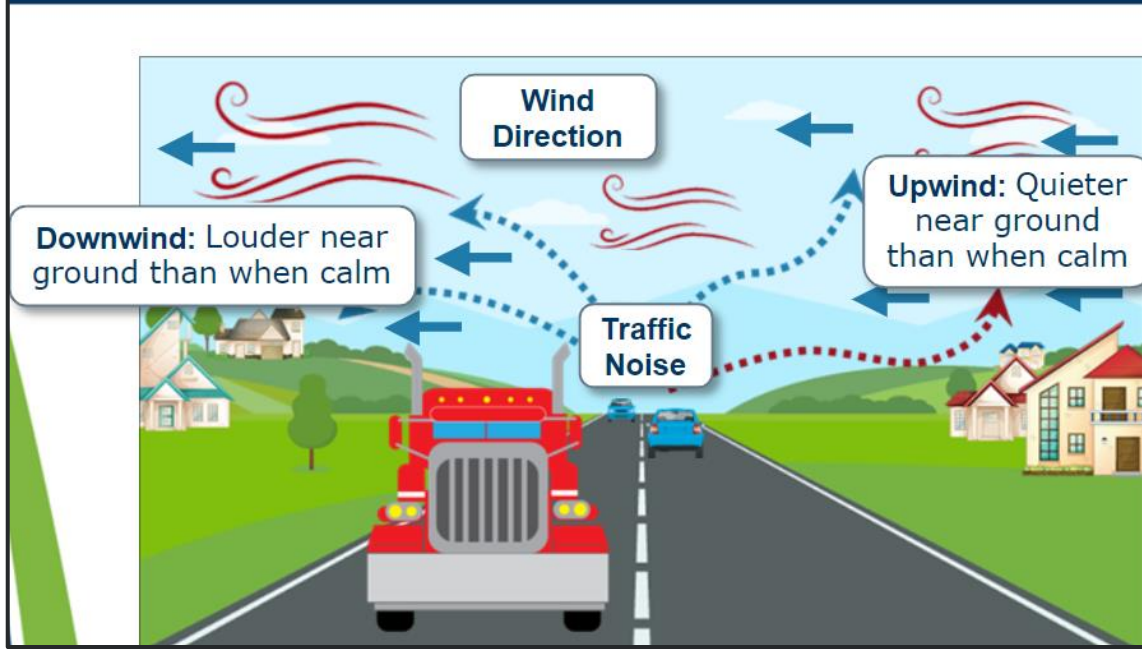 Wind
Direction
Upwind: Quieter
near ground
than when calm
Downwind: Louder near
ground than when calm
Traffic
Noise